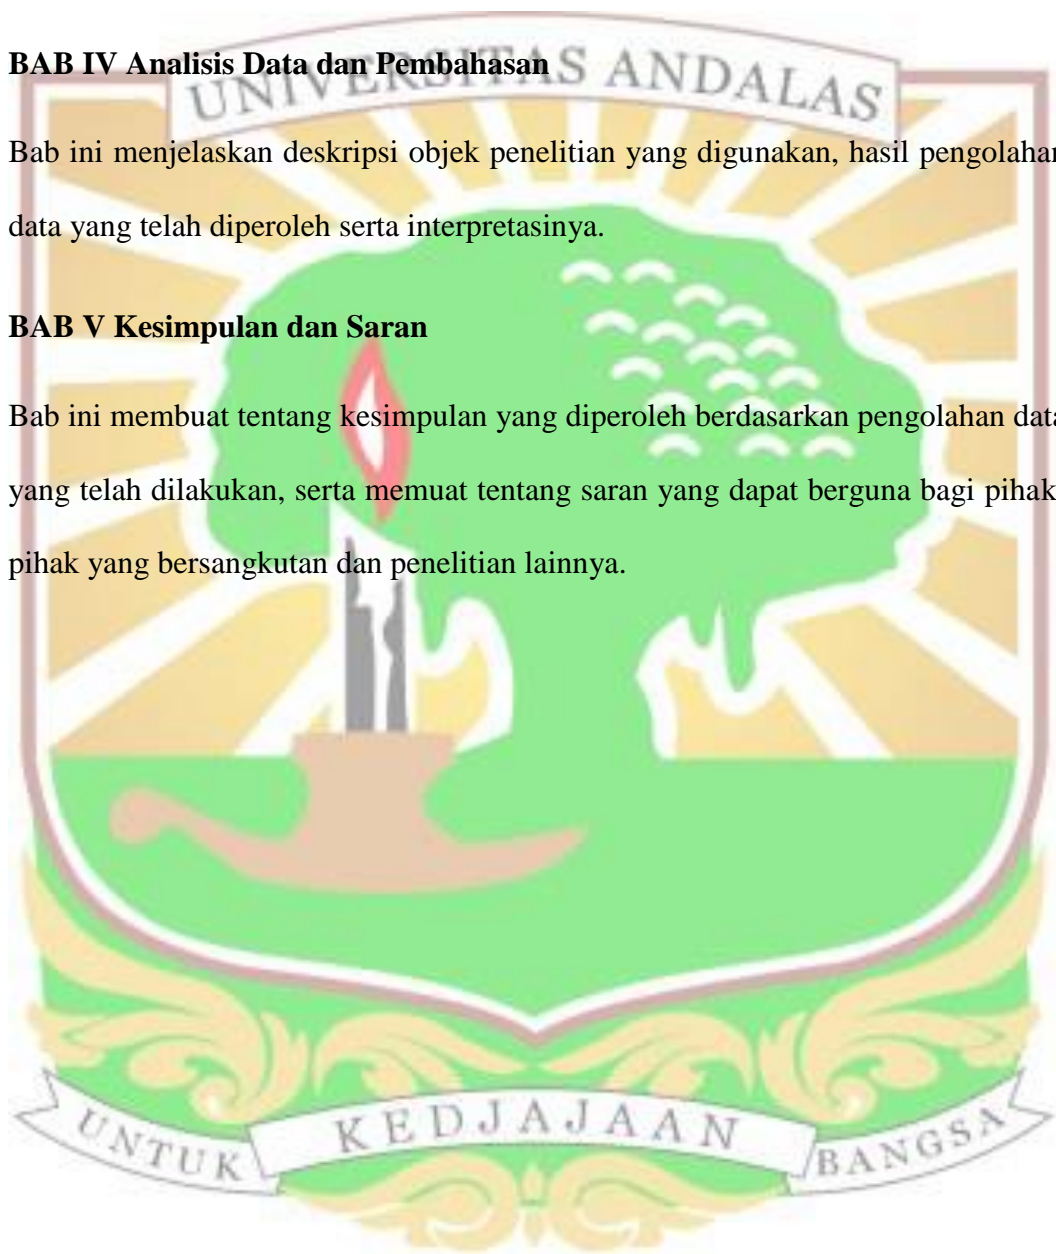 BAB IV Analisis Data dan Pembahasan
UNIVERSITAS ANDALAS
Bab ini menjelaskan deskripsi objek penelitian yang digunakan, hasil pengolahan
data yang telah diperoleh serta interpretasinya.
BAB V Kesimpulan dan Saran
Bab ini membuat tentang kesimpulan yang diperoleh berdasarkan pengolahan data
yang telah dilakukan, serta memuat tentang saran yang dapat berguna bagi pihak
pihak yang bersangkutan dan penelitian lainnya.
UNTUK KEDJAJAAN BANGSA